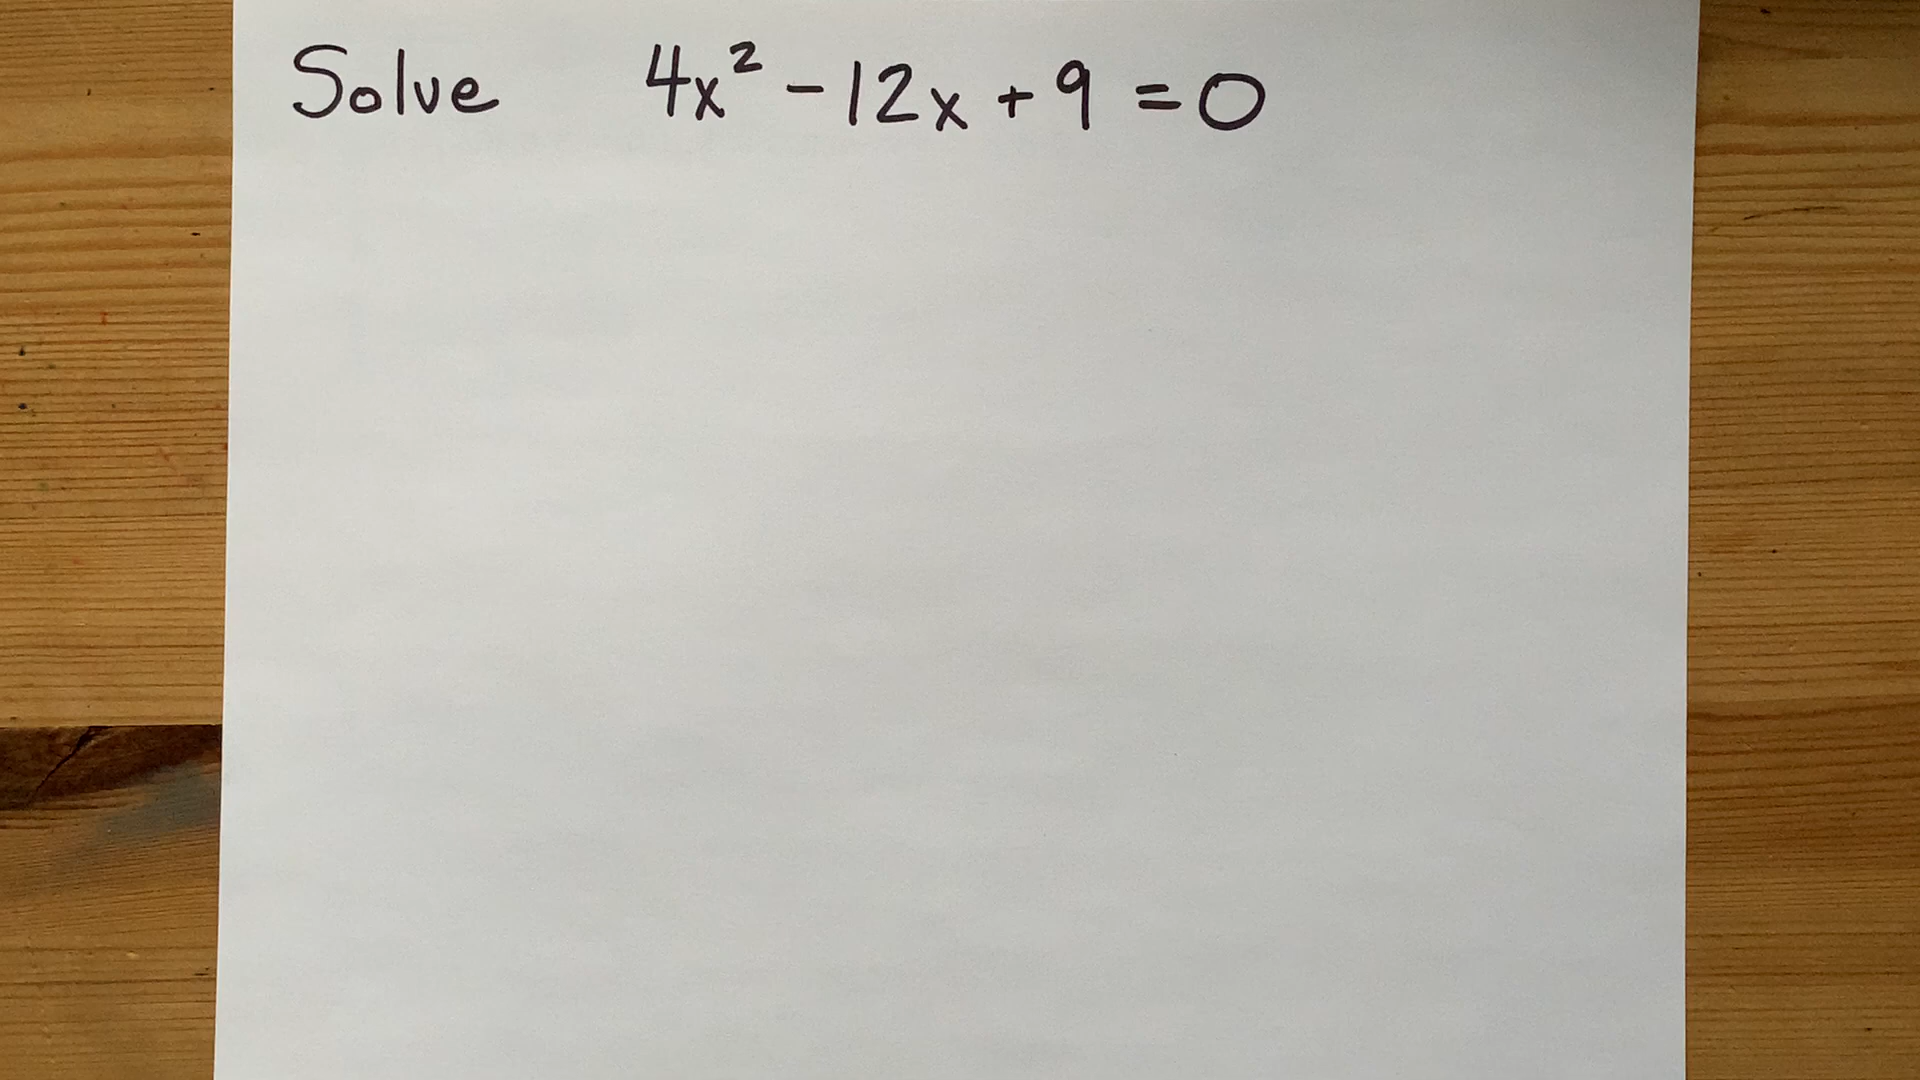 Solve 4x² - 12x + 9 = 0